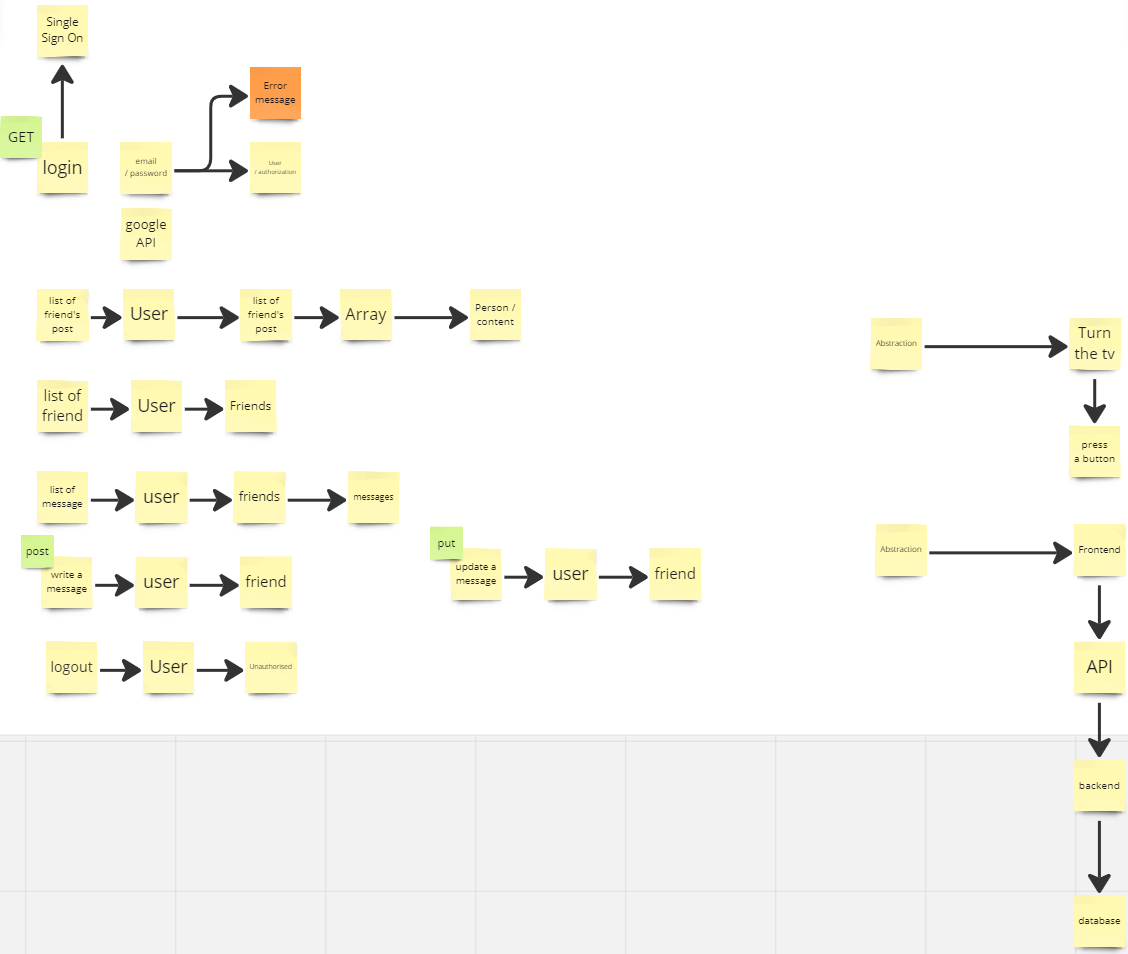 Single
Sign On
GET
login
email
/ password
Error
message
User
/ authorization
google
API
list of
friend's
post
User
list of
friend's
post
Array
Person /
content
list of
friend
User
Friends
list of
message
user
friends
messages
post
write a
message
user
friend
put
update a
message
user
friend
logout
User
Unauthorised
Abstraction
Turn
the tv
press
a button
Abstraction
Frontend
API
backend
database